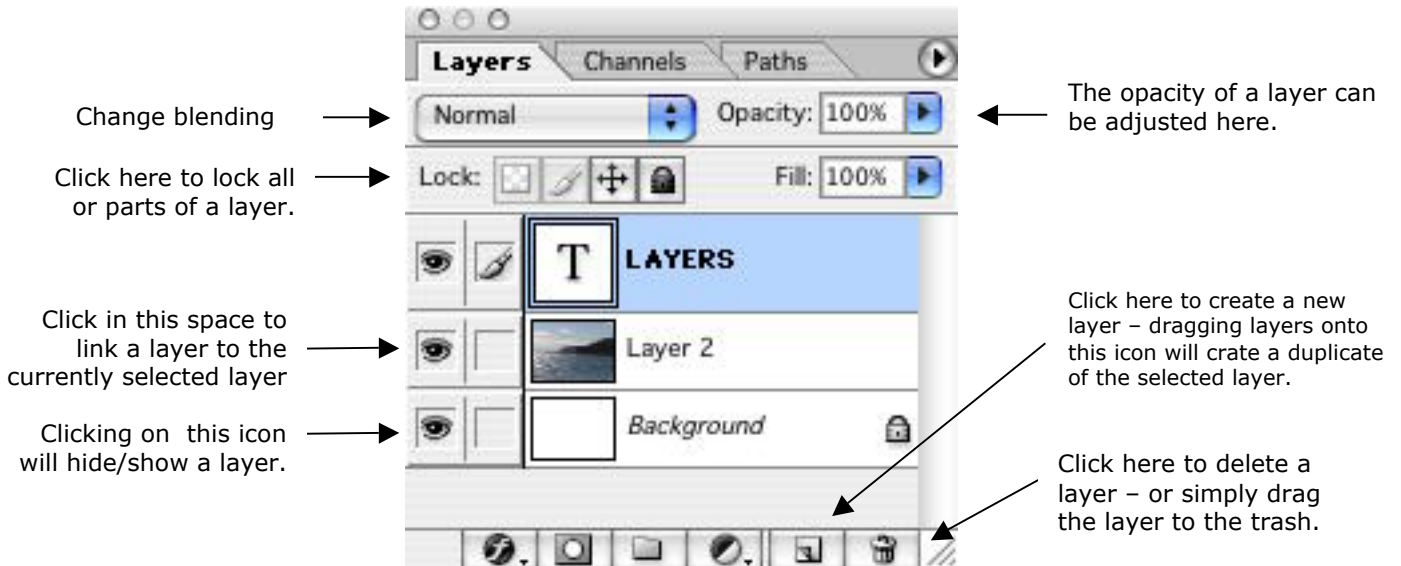 Layers Channels Paths
Change blending
Normal Opacity: 100%
The opacity of a layer can
be adjusted here.
Click here to lock all
or parts of a layer.
Lock: Fill: 100%
T LAYERS
Click in this space to
link a layer to the
currently selected layer
Layer 2
Click here to create a new
layer – dragging layers onto
this icon will crate a duplicate
of the selected layer.
Clicking on this icon
will hide/show a layer.
Background
Click here to delete a
layer – or simply drag
the layer to the trash.